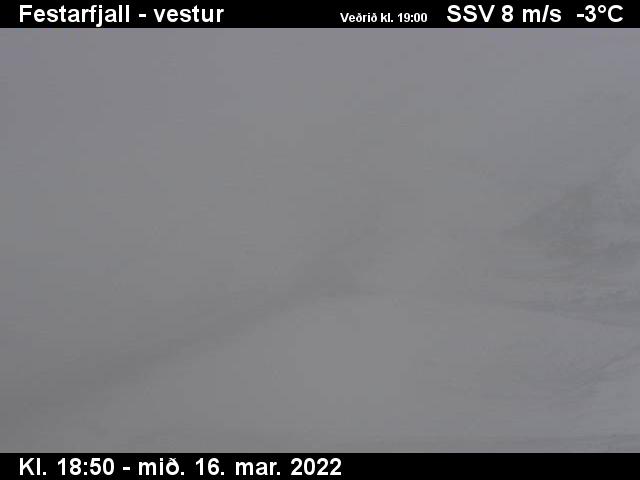 Festarfjall - vestur Veðrið kl. 19:00 SSV 8 m/s -3°C
Kl. 18:50 - mið. 16. mar. 2022